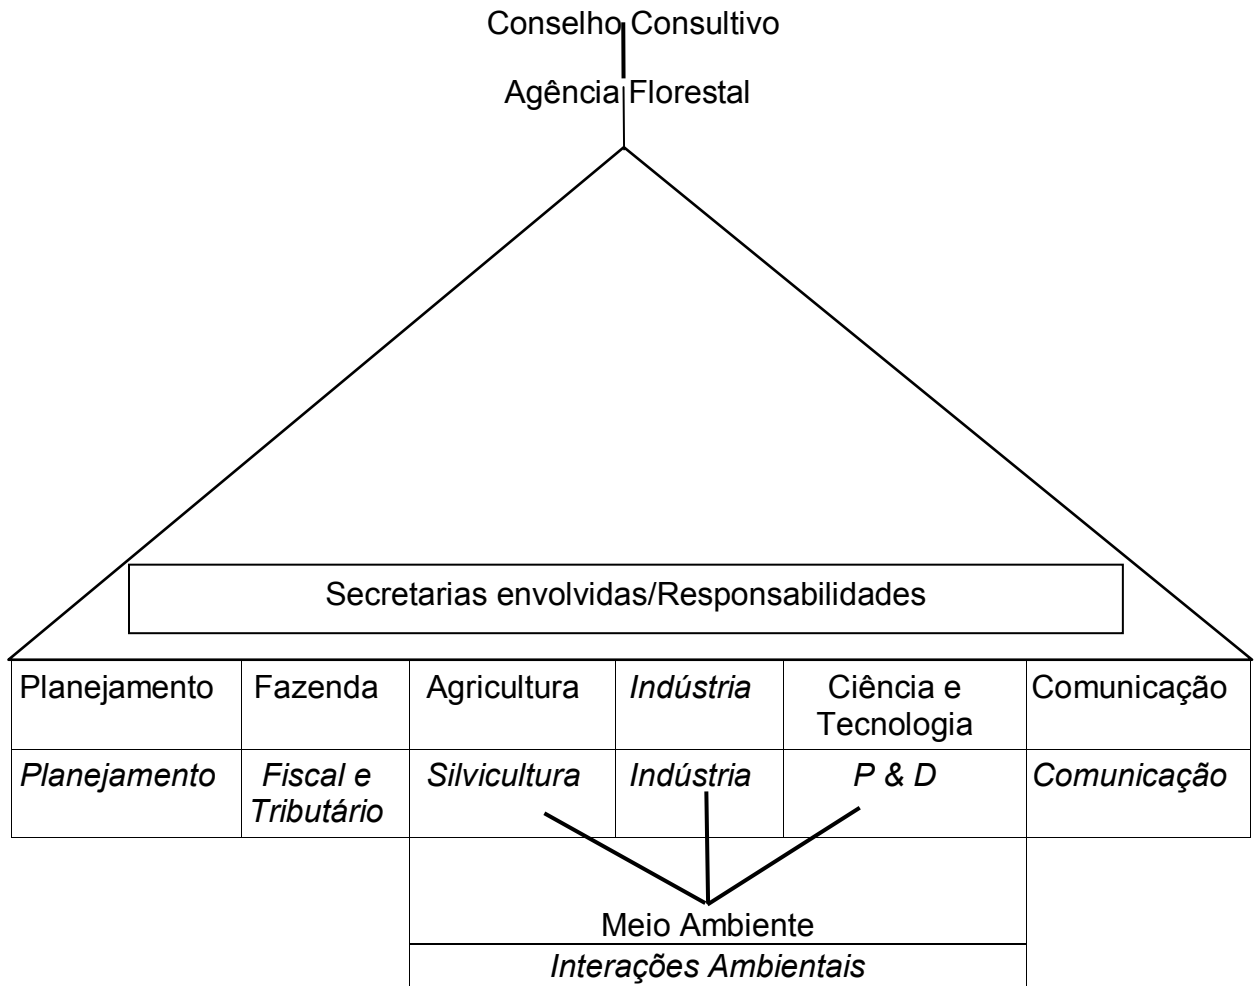 Conselho Consultivo
Agência Florestal
Secretarias envolvidas/Responsabilidades
Planejamento
Fazenda
Agricultura
Indústria
Ciência e
Tecnologia
Comunicação
Planejamento
Fiscal e
Tributário
Silvicultura
Indústria
P & D
Comunicação
Meio Ambiente
Interações Ambientais